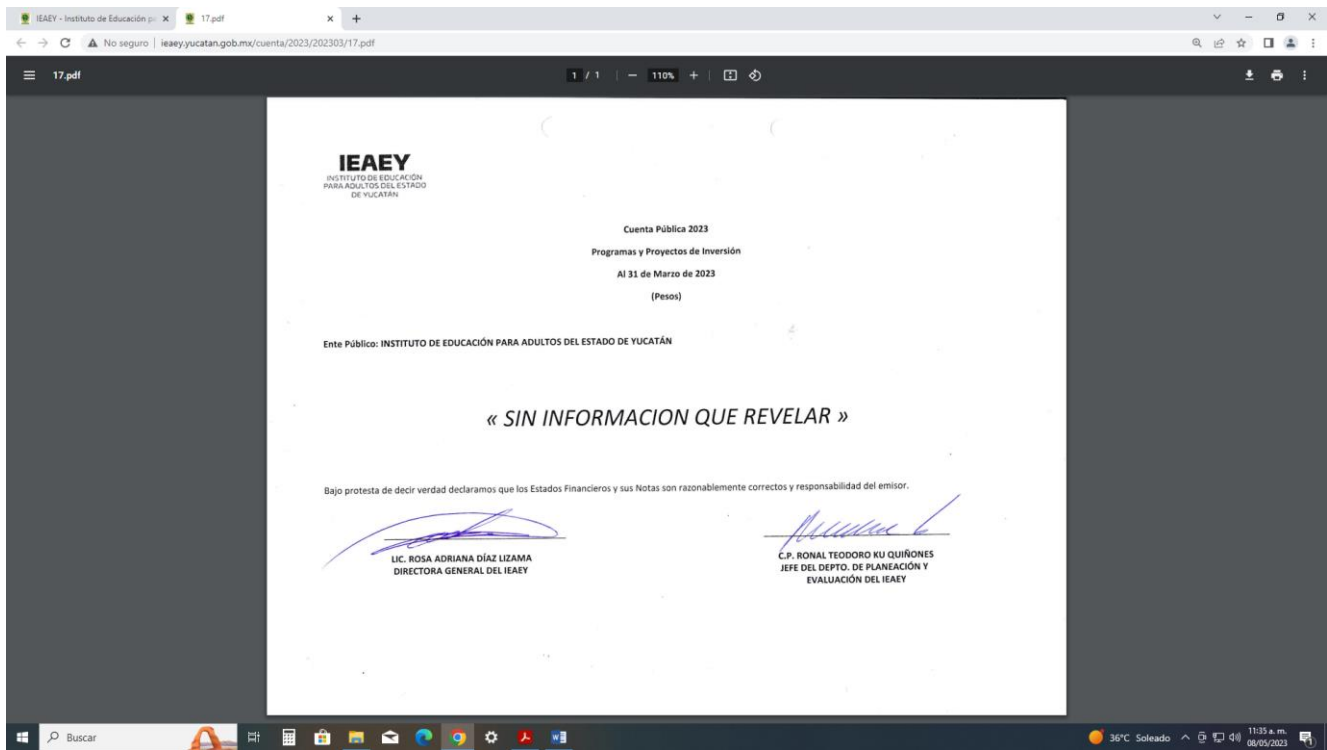 IEAEY - Instituto de Educación pa
17.pdf
No seguro | ieaey.yucatan.gob.mx/cuenta/2023/202303/17.pdf
17.pdf
1 / 1
110%
IEAEY
INSTITUTO DE EDUCACIÓN
PARA ADULTOS DEL ESTADO
DE YUCATÁN
Cuenta Pública 2023
Programas y Proyectos de Inversión
Al 31 de Marzo de 2023
(Pesos)
Ente Público: INSTITUTO DE EDUCACIÓN PARA ADULTOS DEL ESTADO DE YUCATÁN
« SIN INFORMACION QUE REVELAR »
Bajo protesta de decir verdad declaramos que los Estados Financieros y sus Notas son razonablemente correctos y responsabilidad del emisor.
LIC. ROSA ADRIANA DÍAZ LIZAMA
DIRECTORA GENERAL DEL IEAEY
C.P. RONAL TEODORO KU QUIÑONES
JEFE DEL DEPTO. DE PLANEACIÓN Y
EVALUACIÓN DEL IEAEY
Buscar
36°C Soleado
11:35 a. m.
08/05/2023